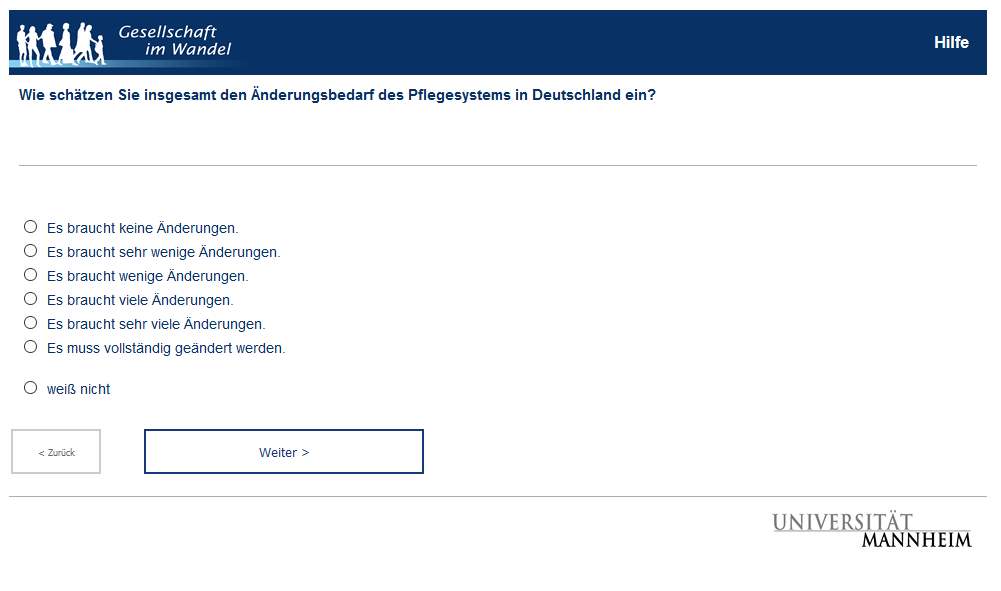 Gesellschaft
im Wandel
Hilfe
Wie schätzen Sie insgesamt den Änderungsbedarf des Pflegesystems in Deutschland ein?
Es braucht keine Änderungen.
Es braucht sehr wenige Änderungen.
Es braucht wenige Änderungen.
Es braucht viele Änderungen.
Es braucht sehr viele Änderungen.
Es muss vollständig geändert werden.
weiß nicht
< Zurück
Weiter >
UNIVERSITÄT
MANNHEIM